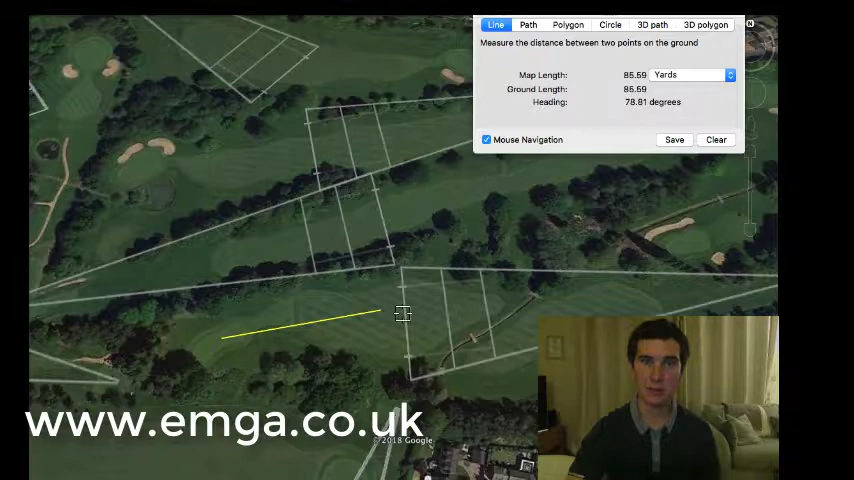 Line Path Polygon Circle 3D path 3D polygon
N
Measure the distance between two points on the ground
Map Length: 85.59 Yards
Ground Length: 85.59
Heading: 78.81 degrees
Mouse Navigation Save Clear
www.emga.co.uk
© 2018 Google